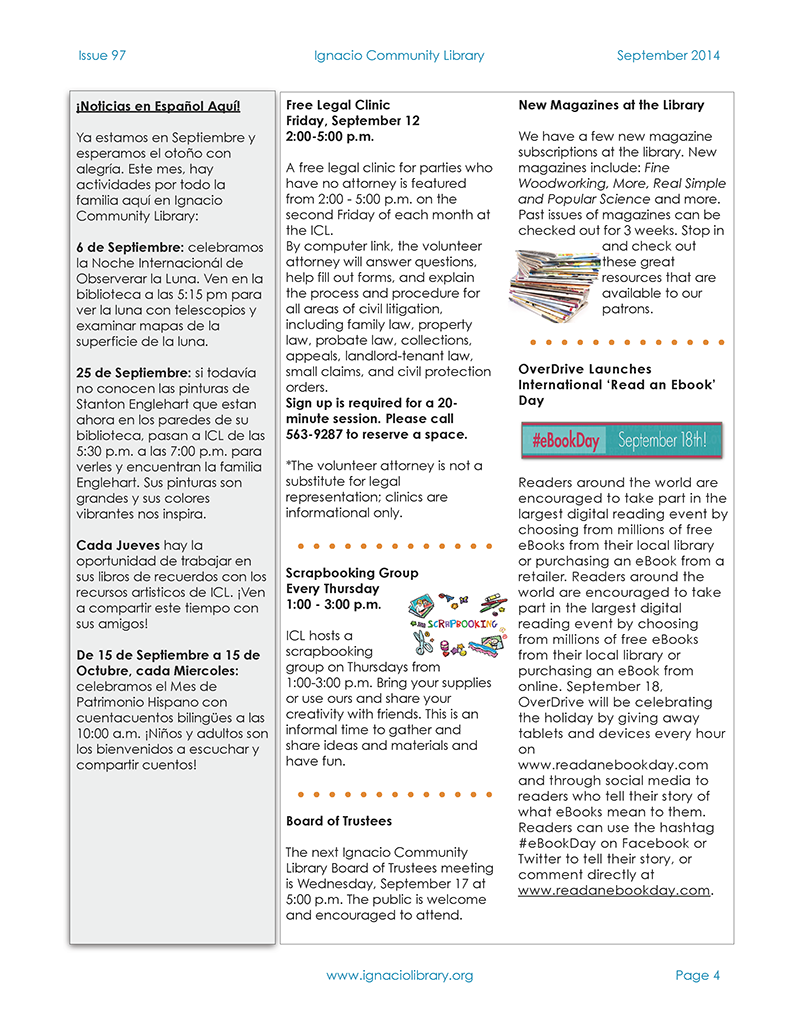 Issue 97
Ignacio Community Library
September 2014
¡Noticias en Español Aquí!
Ya estamos en Septiembre y
esperamos el otoño con
alegría. Este mes, hay
actividades por todo la
familia aquí en Ignacio
Community Library:
6 de Septiembre: celebramos
la Noche Internacionál de
Observerar la Luna. Ven en la
biblioteca a las 5:15 pm para
ver la luna con telescopios y
examinar mapas de la
superficie de la luna.
25 de Septiembre: si todavía
no conocen las pinturas de
Stanton Englehart que estan
ahora en los paredes de su
biblioteca, pasan a ICL de las
5:30 p.m. a las 7:00 p.m. para
verles y encuentran la familia
Englehart. Sus pinturas son
grandes y sus colores
vibrantes nos inspira.
Cada Jueves hay la
oportunidad de trabajar en
sus libros de recuerdos con los
recursos artisticos de ICL. ¡Ven
a compartir este tiempo con
sus amigos!
De 15 de Septiembre a 15 de
Octubre, cada Miercoles:
celebramos el Mes de
Patrimonio Hispano con
cuentacuentos bilingües a las
10:00 a.m. ¡Niños y adultos son
los bienvenidos a escuchar y
compartir cuentos!
Free Legal Clinic
Friday, September 12
2:00-5:00 p.m.
A free legal clinic for parties who
have no attorney is featured
from 2:00 - 5:00 p.m. on the
second Friday of each month at
the ICL.
By computer link, the volunteer
attorney will answer questions,
help fill out forms, and explain
the process and procedure for
all areas of civil litigation,
including family law, property
law, probate law, collections,
appeals, landlord-tenant law,
small claims, and civil protection
orders.
Sign up is required for a 20-
minute session. Please call
563-9287 to reserve a space.
*The volunteer attorney is not a
substitute for legal
representation; clinics are
informational only.
Scrapbooking Group
Every Thursday
1:00 - 3:00 p.m.
SCRAPBOOKING
ICL hosts a
scrapbooking
group on Thursdays from
1:00-3:00 p.m. Bring your supplies
or use ours and share your
creativity with friends. This is an
informal time to gather and
share ideas and materials and
have fun.
Board of Trustees
The next Ignacio Community
Library Board of Trustees meeting
is Wednesday, September 17 at
5:00 p.m. The public is welcome
and encouraged to attend.
New Magazines at the Library
We have a few new magazine
subscriptions at the library. New
magazines include: Fine
Woodworking, More, Real Simple
and Popular Science and more.
Past issues of magazines can be
checked out for 3 weeks. Stop in
and check out
these great
resources that are
available to our
patrons.
OverDrive Launches
International ‘Read an Ebook’
Day
#eBookDay September 18th!
Readers around the world are
encouraged to take part in the
largest digital reading event by
choosing from millions of free
eBooks from their local library
or purchasing an eBook from a
retailer. Readers around the
world are encouraged to take
part in the largest digital
reading event by choosing
from millions of free eBooks
from their local library or
purchasing an eBook from
online. September 18,
OverDrive will be celebrating
the holiday by giving away
tablets and devices every hour
on
www.readanebookday.com
and through social media to
readers who tell their story of
what eBooks mean to them.
Readers can use the hashtag
#eBookDay on Facebook or
Twitter to tell their story, or
comment directly at
www.readanebookday.com.
www.ignaciolibrary.org
Page 4